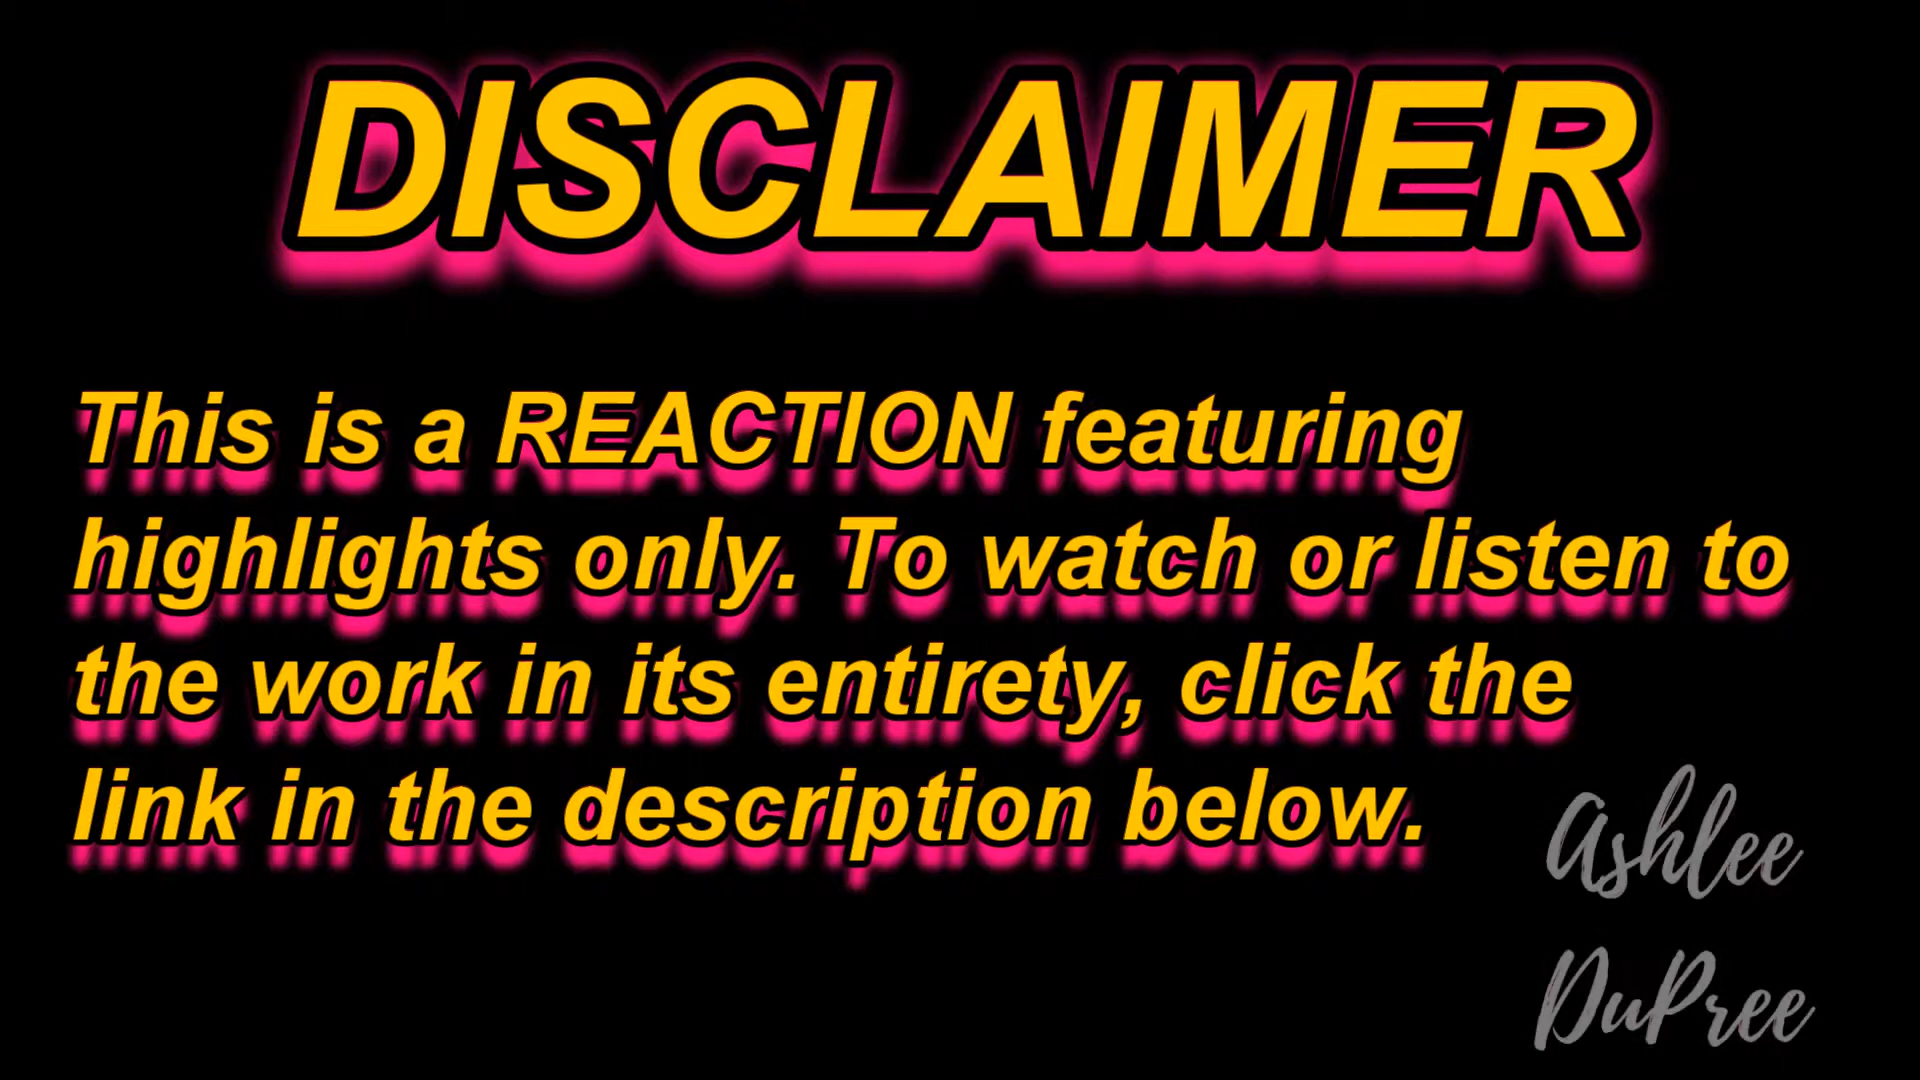 DISCLAIMER
This is a REACTION featuring
highlights only. To watch or listen to
the work in its entirety, click the
link in the description below.
Ashlee
DuPree